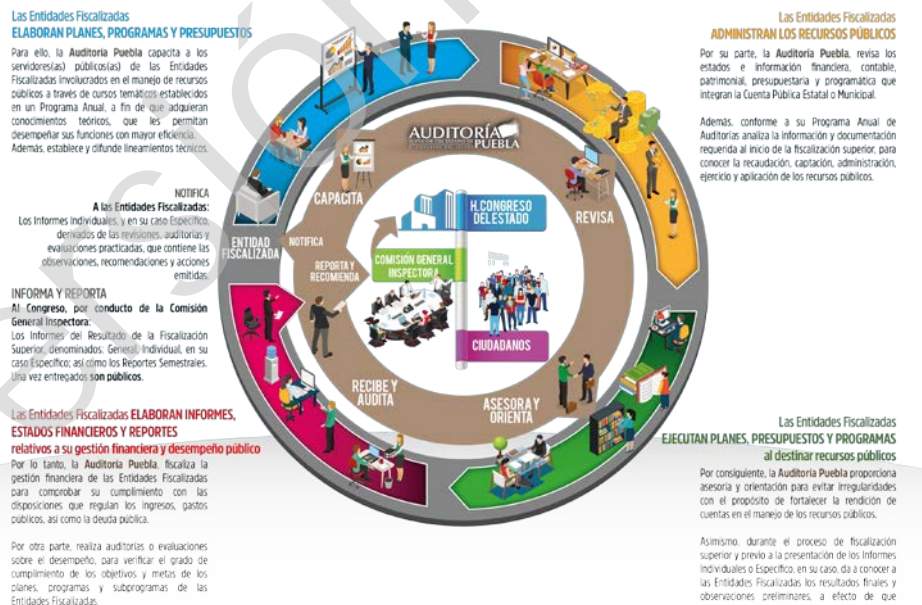 Las Entidades Fiscalizadas
ELABORAN PLANES, PROGRAMAS Y PRESUPUESTOS
Para ello, la Auditoría Puebla capacita a los
servidores(as) públicos(as) de las Entidades
Fiscalizadas involucrados en el manejo de recursos
públicos a través de cursos temáticos establecidos
en un Programa Anual, a fin de que adquieran
conocimientos teóricos, que les permitan
desempeñar sus funciones con mayor eficiencia.
Además, establece y difunde lineamientos técnicos.
NOTIFICA
A las Entidades Fiscalizadas:
Los Informes Individuales, y en su caso Específico,
derivados de las revisiones, auditorías y
evaluaciones practicadas, que contiene las
observaciones, recomendaciones y acciones
emitidas.
INFORMA Y REPORTA
Al Congreso, por conducto de la Comisión
General Inspectora:
Los Informes del Resultado de la Fiscalización
Superior, denominados: General, Individual, en su
caso Específico; así como los Reportes Semestrales.
Una vez entregados son públicos.
Las Entidades Fiscalizadas ELABORAN INFORMES,
ESTADOS FINANCIEROS Y REPORTES
relativos a su gestión financiera y desempeño público
Por lo tanto, la Auditoría Puebla, fiscaliza la
gestión financiera de las Entidades Fiscalizadas
para comprobar su cumplimiento con las
disposiciones que regulan los ingresos, gastos
públicos, así como la deuda pública.
Por otra parte, realiza auditorías o evaluaciones
sobre el desempeño, para verificar el grado de
cumplimiento de los objetivos y metas de los
planes, programas y subprogramas de las
Entidades Fiscalizadas.
AUDITORÍA
PUEBLA
CAPACITA
H. CONGRESO
DEL ESTADO
REVISA
ENTIDAD
FISCALIZADA
NOTIFICA
REPORTA Y
RECOMIENDA
COMISIÓN GENERAL
INSPECTORA
CIUDADANOS
RECIBE Y
AUDITA
ASESORA Y
ORIENTA
Las Entidades Fiscalizadas
ADMINISTRAN LOS RECURSOS PÚBLICOS
Por su parte, la Auditoría Puebla, revisa los
estados e información financiera, contable,
patrimonial, presupuestaria y programática que
integran la Cuenta Pública Estatal o Municipal.
Además, conforme a su Programa Anual de
Auditorías analiza la información y documentación
requerida al inicio de la fiscalización superior, para
conocer la recaudación, captación, administración,
ejercicio y aplicación de los recursos públicos.
Las Entidades Fiscalizadas
EJECUTAN PLANES, PRESUPUESTOS Y PROGRAMAS
al destinar recursos públicos
Por consiguiente, la Auditoría Puebla proporciona
asesoría y orientación para evitar irregularidades
con el propósito de fortalecer la rendición de
cuentas en el manejo de los recursos públicos.
Asimismo, durante el proceso de fiscalización
superior y previo a la presentación de los Informes
Individuales o Específico, en su caso, da a conocer a
las Entidades Fiscalizadas los resultados finales y
observaciones preliminares, a efecto de que